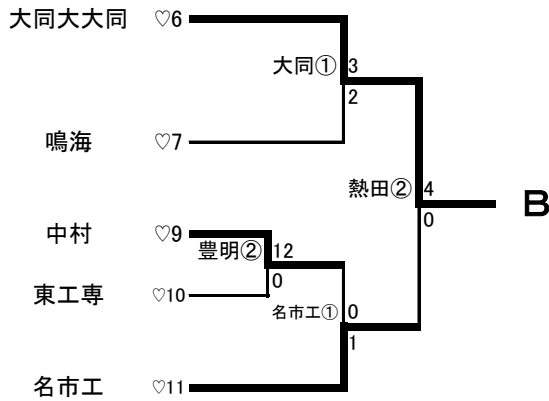 大同大大同 ♡6
大同① 3
2
鳴海 ♡7
熱田② 4
B
0
中村 ♡9
豊明② 12
0
東工専 ♡10
名市工① 0
1
名市工 ♡11